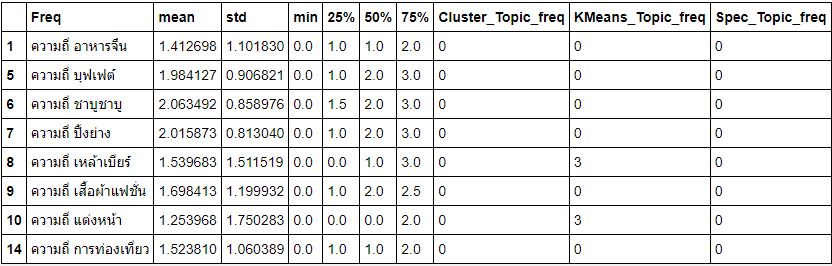 Freq mean std min 25% 50% 75% Cluster_Topic_freq KMeans_Topic_freq Spec_Topic_freq
1 ความถี่ อาหารจีน 1.412698 1.101830 0.0 1.0 1.0 2.0 0 0 0
5 ความถี่ บุฟเฟต์ 1.984127 0.906821 0.0 1.0 2.0 3.0 0 0 0
6 ความถี่ ชาบูชาบู 2.063492 0.858976 0.0 1.5 2.0 3.0 0 0 0
7 ความถี่ ปิ้งย่าง 2.015873 0.813040 0.0 1.0 2.0 3.0 0 0 0
8 ความถี่ เหล้าเบียร์ 1.539683 1.511519 0.0 0.0 1.0 3.0 0 3 0
9 ความถี่ เสื้อผ้าแฟชั่น 1.698413 1.199932 0.0 1.0 2.0 2.5 0 0 0
10 ความถี่ แต่งหน้า 1.253968 1.750283 0.0 0.0 0.0 2.0 0 3 0
14 ความถี่ การท่องเที่ยว 1.523810 1.060389 0.0 1.0 1.0 2.0 0 0 0